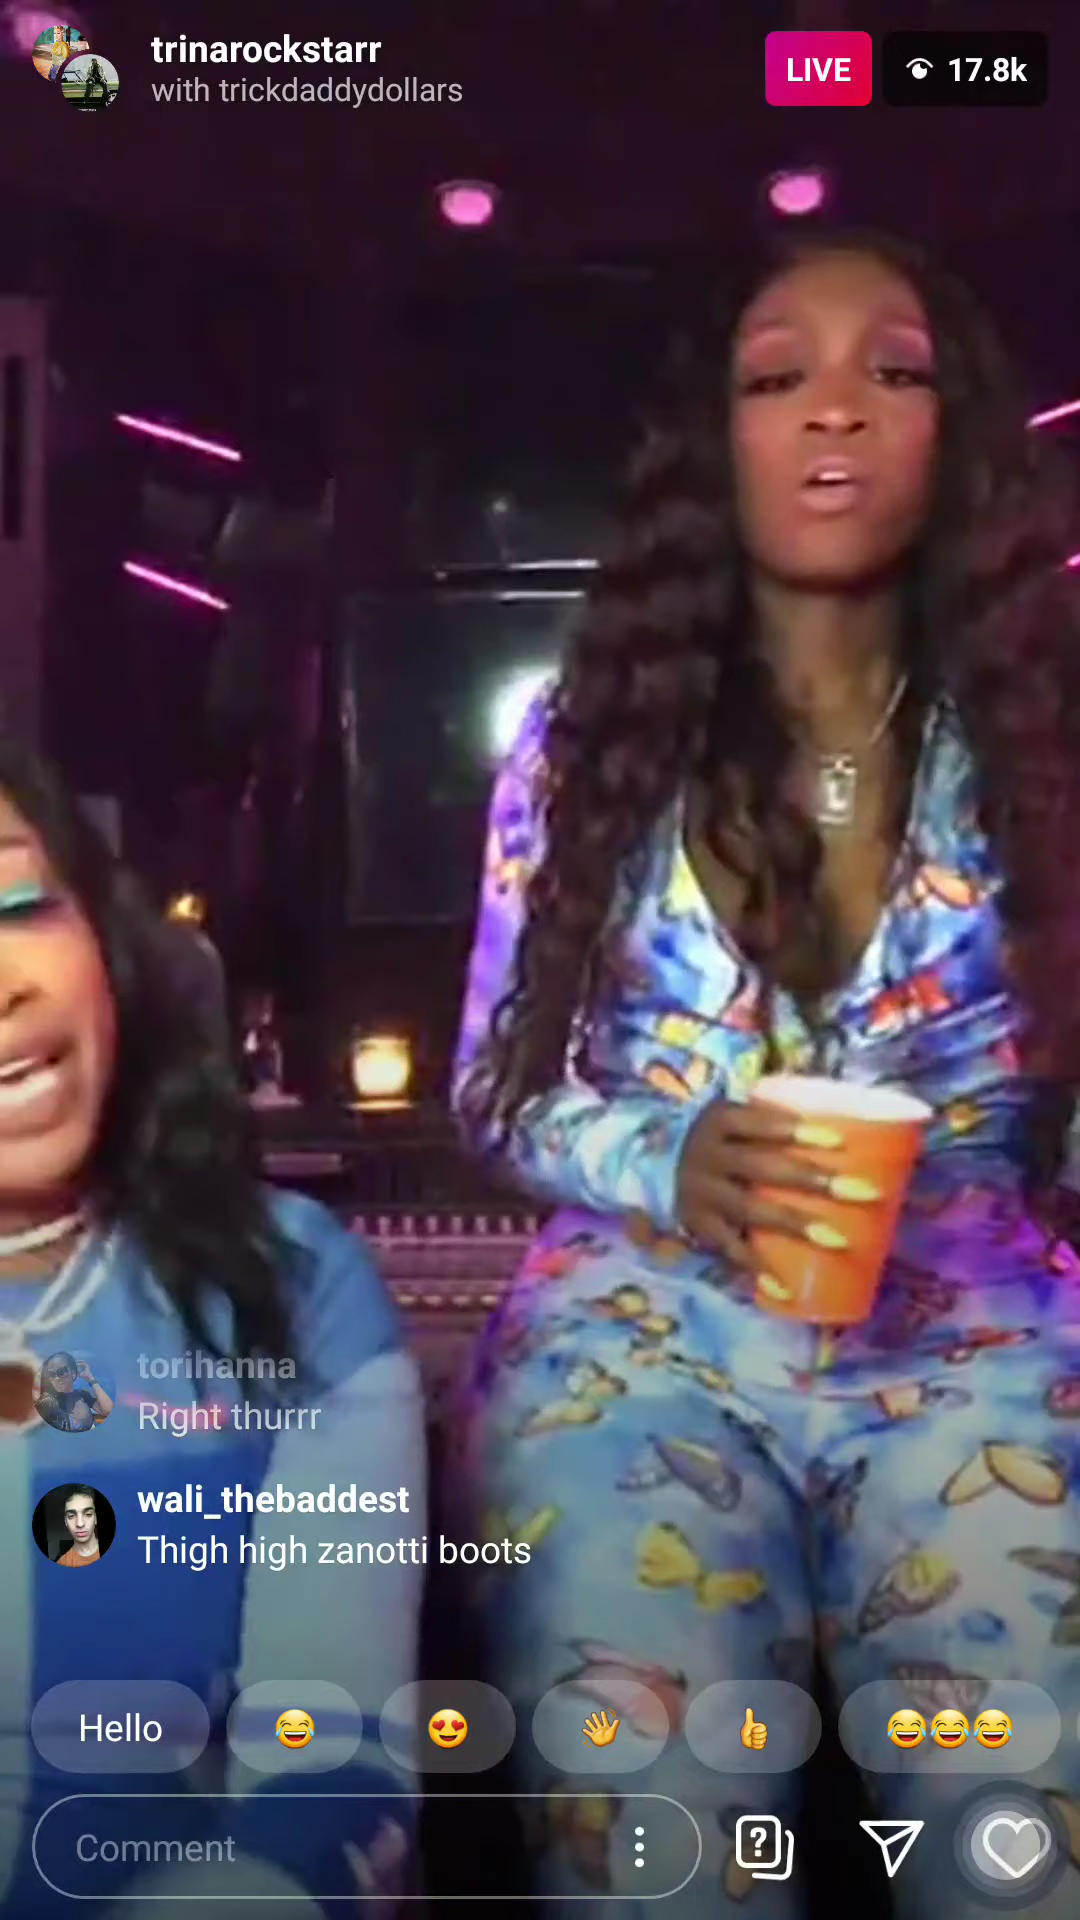 trinarockstarr
with trickdaddydollars
LIVE
17.8k
torihanna
Right thurrr
wali_thebaddest
Thigh high zanotti boots
Hello
Comment